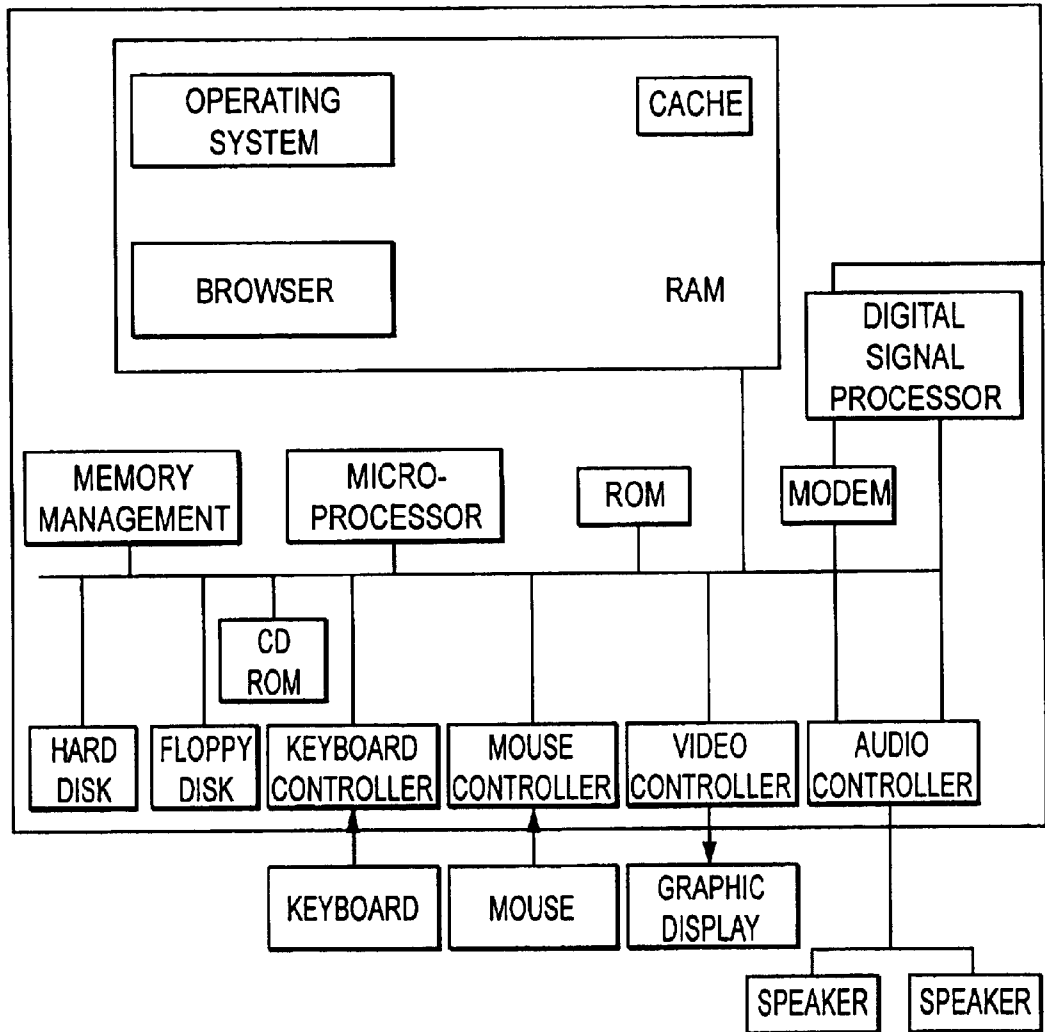 OPERATING
SYSTEM
CACHE
BROWSER
RAM
DIGITAL
SIGNAL
PROCESSOR
MEMORY
MANAGEMENT
MICRO-
PROCESSOR
ROM
MODEM
CD
ROM
HARD
DISK
FLOPPY
DISK
KEYBOARD
CONTROLLER
MOUSE
CONTROLLER
VIDEO
CONTROLLER
AUDIO
CONTROLLER
KEYBOARD
MOUSE
GRAPHIC
DISPLAY
SPEAKER
SPEAKER